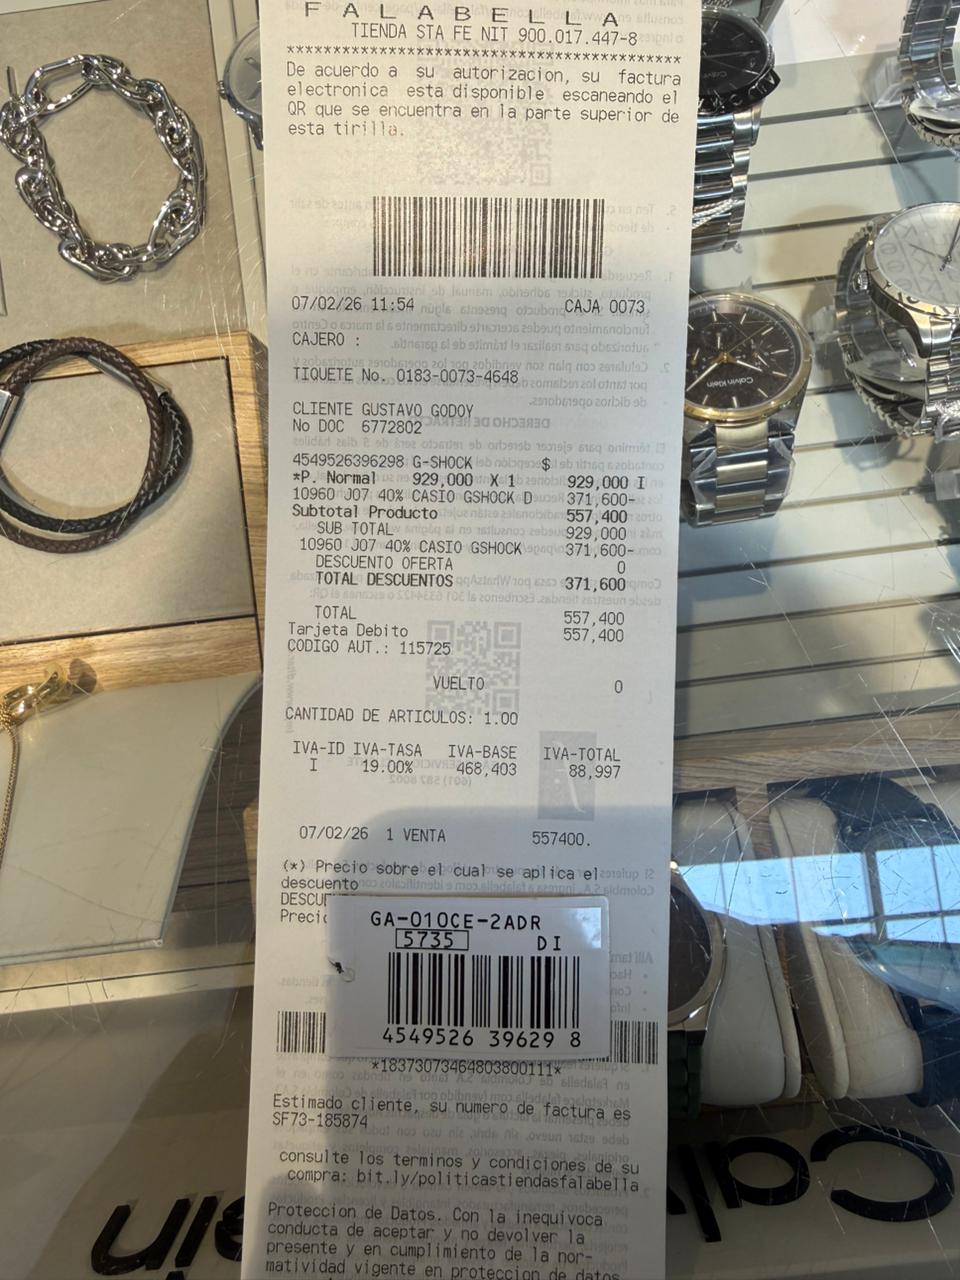 FALABELLA
TIENDA STA FE NIT 900.017.447-8
****************************************************
De acuerdo a su autorizacion, su factura
electronica esta disponible escaneando el
QR que se encuentra en la parte superior de
esta tirilla.
07/02/26 11:54 CAJA 0073
CAJERO :
TIQUETE No. 0183-0073-4648
CLIENTE GUSTAVO GODOY
No DOC 6772802
4549526396298 G-SHOCK $
*P. Normal 929,000 X 1 929,000 I
10960 J07 40% CASIO GSHOCK D 371,600-
Subtotal Producto 557,400
SUB TOTAL 929,000
10960 J07 40% CASIO GSHOCK 371,600-
DESCUENTO OFERTA 0
TOTAL DESCUENTOS 371,600
TOTAL 557,400
Tarjeta Debito 557,400
CODIGO AUT.: 115725
VUELTO 0
CANTIDAD DE ARTICULOS: 1.00
IVA-ID IVA-TASA IVA-BASE IVA-TOTAL
I 19.00% 468,403 88,997
07/02/26 1 VENTA 557400.
(*) Precio sobre el cual se aplica el
descuento
GA-010CE-2ADR
5735 DI
4549526 39629 8
*18373073464803800111*
Estimado cliente, su numero de factura es
SF73-185874
consulte los terminos y condiciones de su
compra: bit.ly/politicastiendasfalabella
Proteccion de Datos. Con la inequivoca
conducta de aceptar y no devolver la
presente y en cumplimiento de la nor-
matividad vigente en proteccion de datos
Calvin Klein